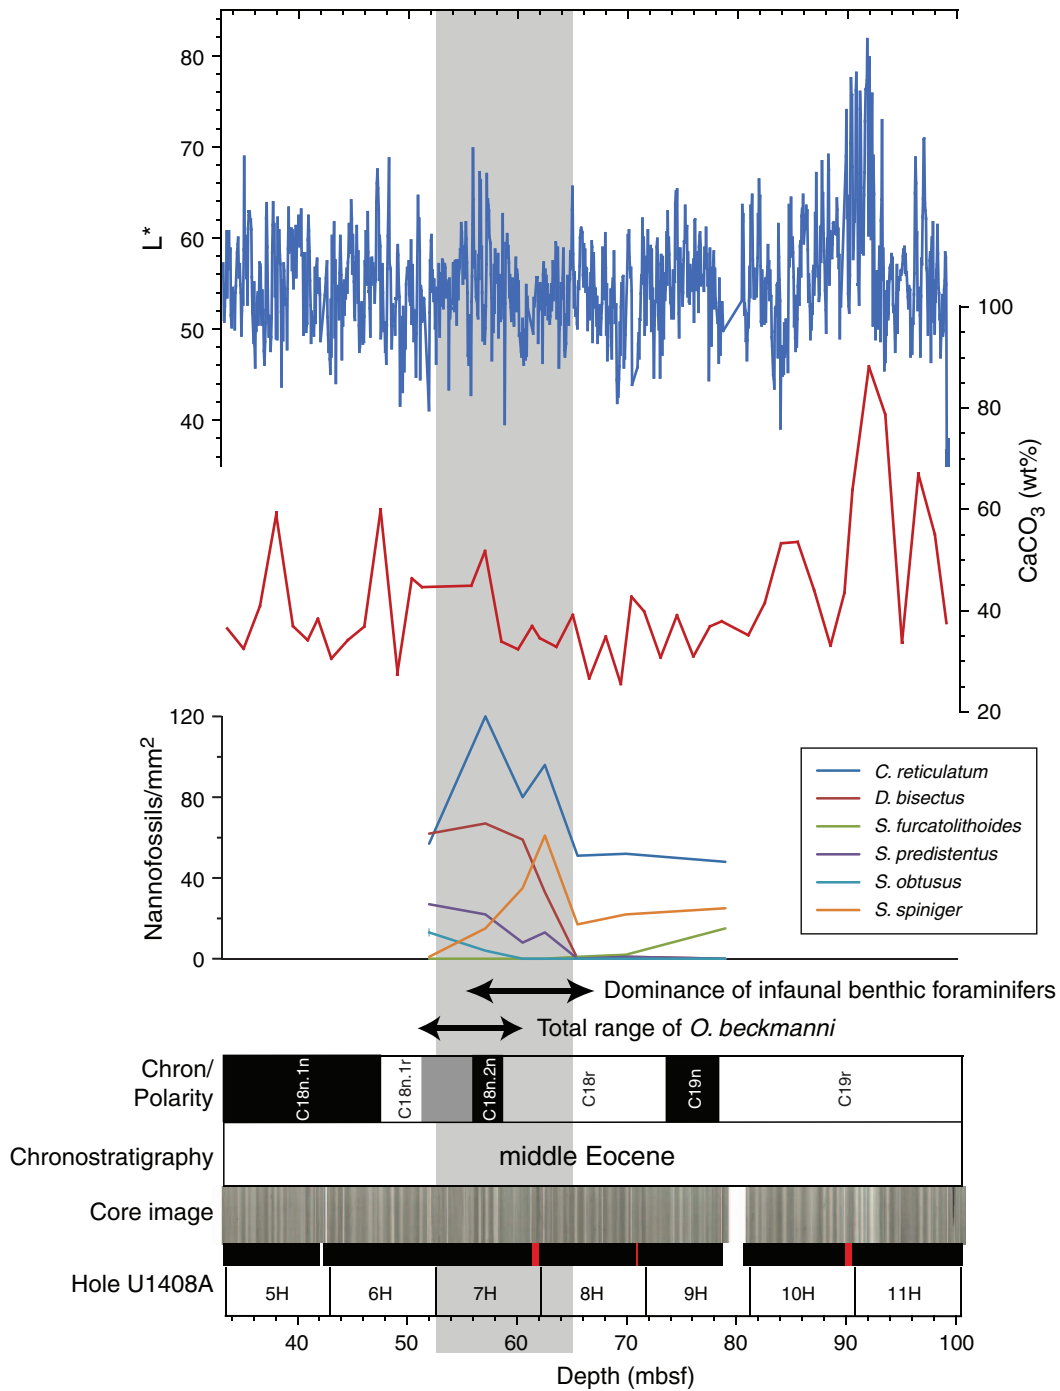 80
70
60
50
40
L*
100
80
60
40
20
CaCO3 (wt%)
120
80
40
0
Nannofossils/mm2
C. reticulatum
D. bisectus
S. furcatolithoides
S. predistentus
S. obtusus
S. spiniger
Dominance of infaunal benthic foraminifers
Total range of O. beckmanni
Chron/
Polarity
C18n.1n
C18n.1r
C18n.2n
C18r
C19n
C19r
Chronostratigraphy
middle Eocene
Core image
Hole U1408A
5H
6H
7H
8H
9H
10H
11H
40
50
60
70
80
90
100
Depth (mbsf)